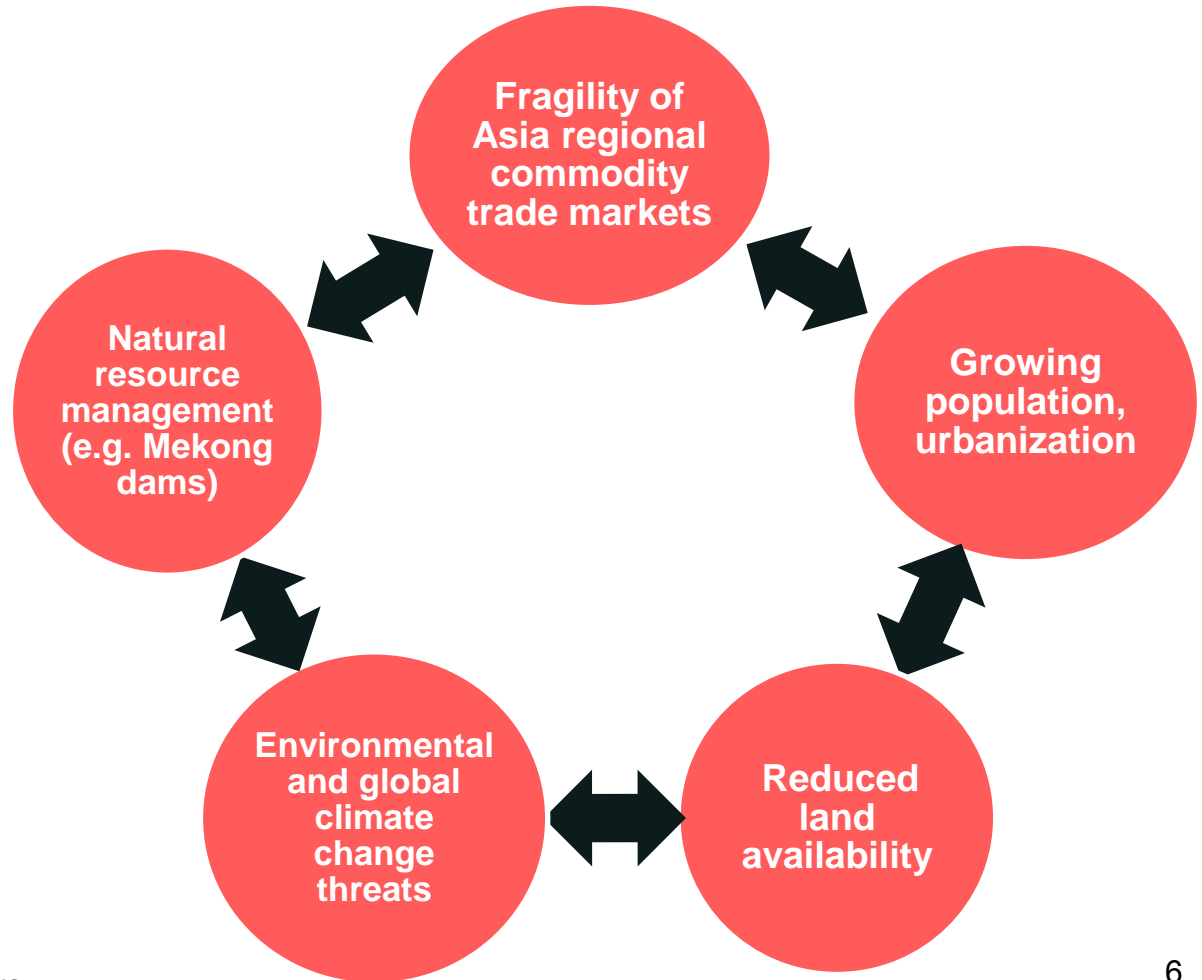 Fragility of
Asia regional
commodity
trade markets
Growing
population,
urbanization
Natural
resource
management
(e.g. Mekong
dams)
Environmental
and global
climate
change
threats
Reduced
land
availability
6